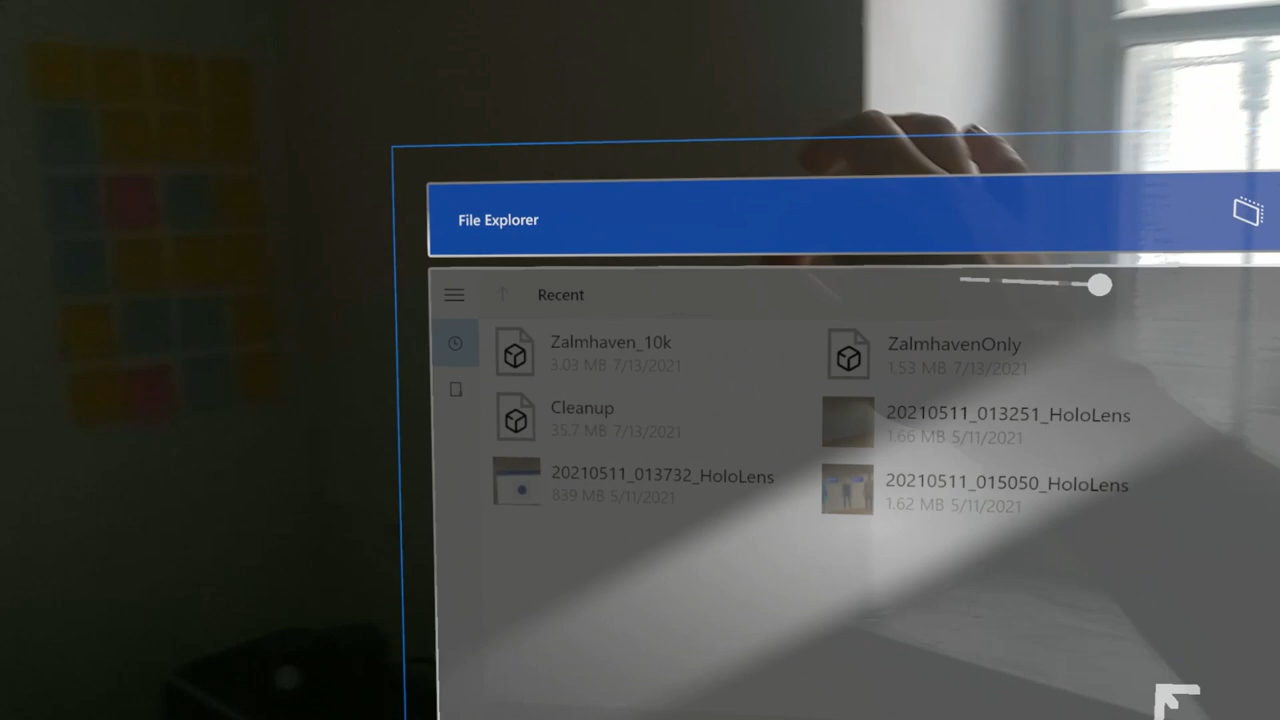 File Explorer
Recent
Zalmhaven_10k
3.03 MB 7/13/2021
ZalmhavenOnly
1.53 MB 7/13/2021
Cleanup
35.7 MB 7/13/2021
20210511_013251_HoloLens
1.66 MB 5/11/2021
20210511_013732_HoloLens
839 MB 5/11/2021
20210511_015050_HoloLens
1.62 MB 5/11/2021